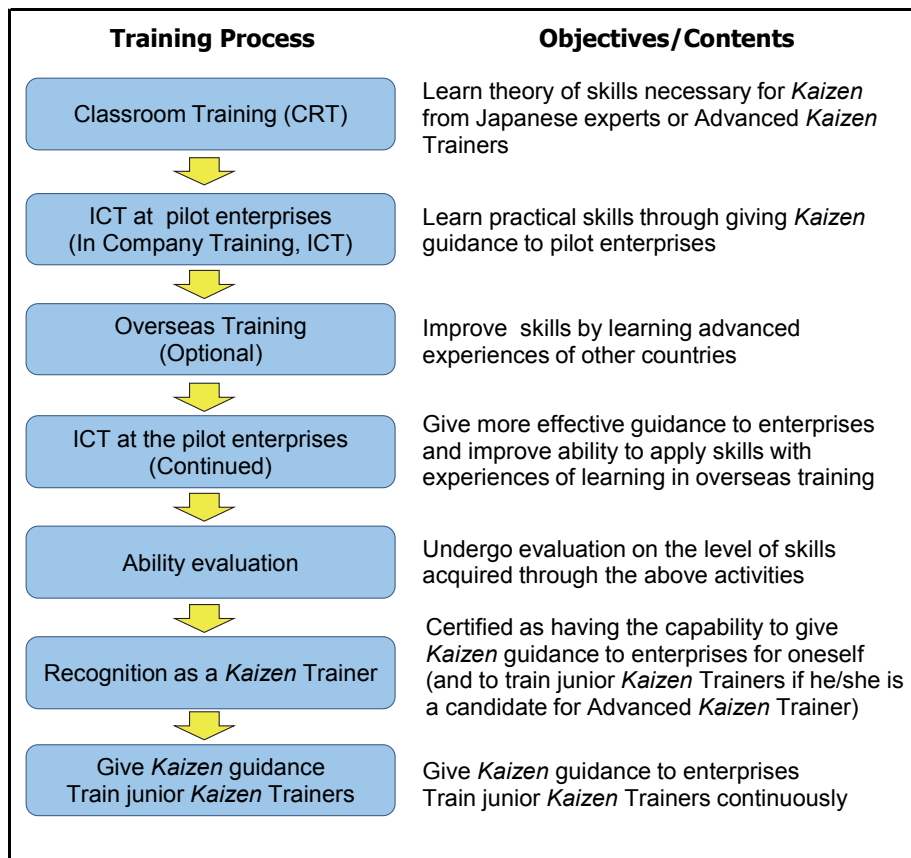 Training Process
Objectives/Contents
Classroom Training (CRT)
Learn theory of skills necessary for Kaizen
from Japanese experts or Advanced Kaizen
Trainers
ICT at pilot enterprises
(In Company Training, ICT)
Learn practical skills through giving Kaizen
guidance to pilot enterprises
Overseas Training
(Optional)
Improve skills by learning advanced
experiences of other countries
ICT at the pilot enterprises
(Continued)
Give more effective guidance to enterprises
and improve ability to apply skills with
experiences of learning in overseas training
Ability evaluation
Undergo evaluation on the level of skills
acquired through the above activities
Recognition as a Kaizen Trainer
Certified as having the capability to give
Kaizen guidance to enterprises for oneself
(and to train junior Kaizen Trainers if he/she is
a candidate for Advanced Kaizen Trainer)
Give Kaizen guidance
Train junior Kaizen Trainers
Give Kaizen guidance to enterprises
Train junior Kaizen Trainers continuously